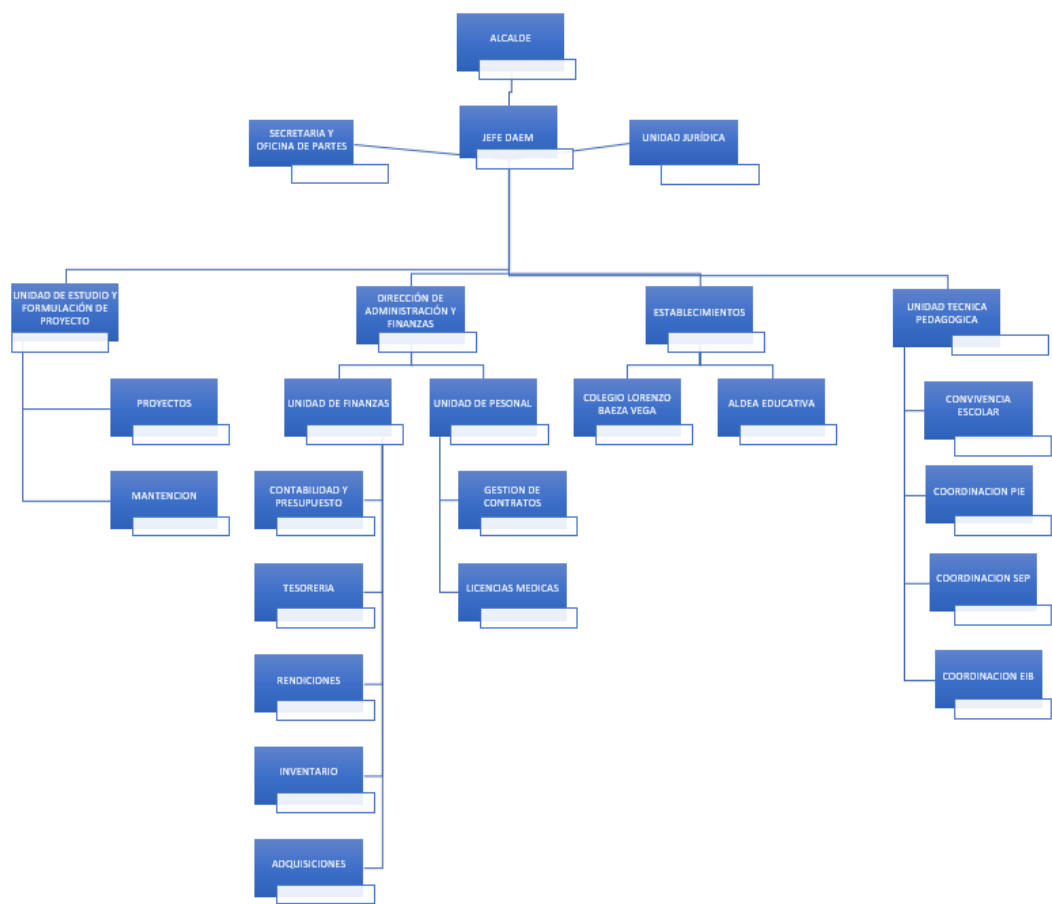 ALCALDE
SECRETARIA Y
OFICINA DE PARTES
JEFE DAEM
UNIDAD JURÍDICA
UNIDAD DE ESTUDIO Y
FORMULACIÓN DE
PROYECTO
DIRECCIÓN DE
ADMINISTRACIÓN Y
FINANZAS
ESTABLECIMIENTOS
UNIDAD TECNICA
PEDAGOGICA
PROYECTOS
MANTENCION
UNIDAD DE FINANZAS
UNIDAD DE PESONAL
COLEGIO LORENZO
BAEZA VEGA
ALDEA EDUCATIVA
CONTABILIDAD Y
PRESUPUESTO
TESORERIA
RENDICIONES
INVENTARIO
ADQUISICIONES
GESTION DE
CONTRATOS
LICENCIAS MEDICAS
CONVIVENCIA
ESCOLAR
COORDINACION PIE
COORDINACION SEP
COORDINACION EIB